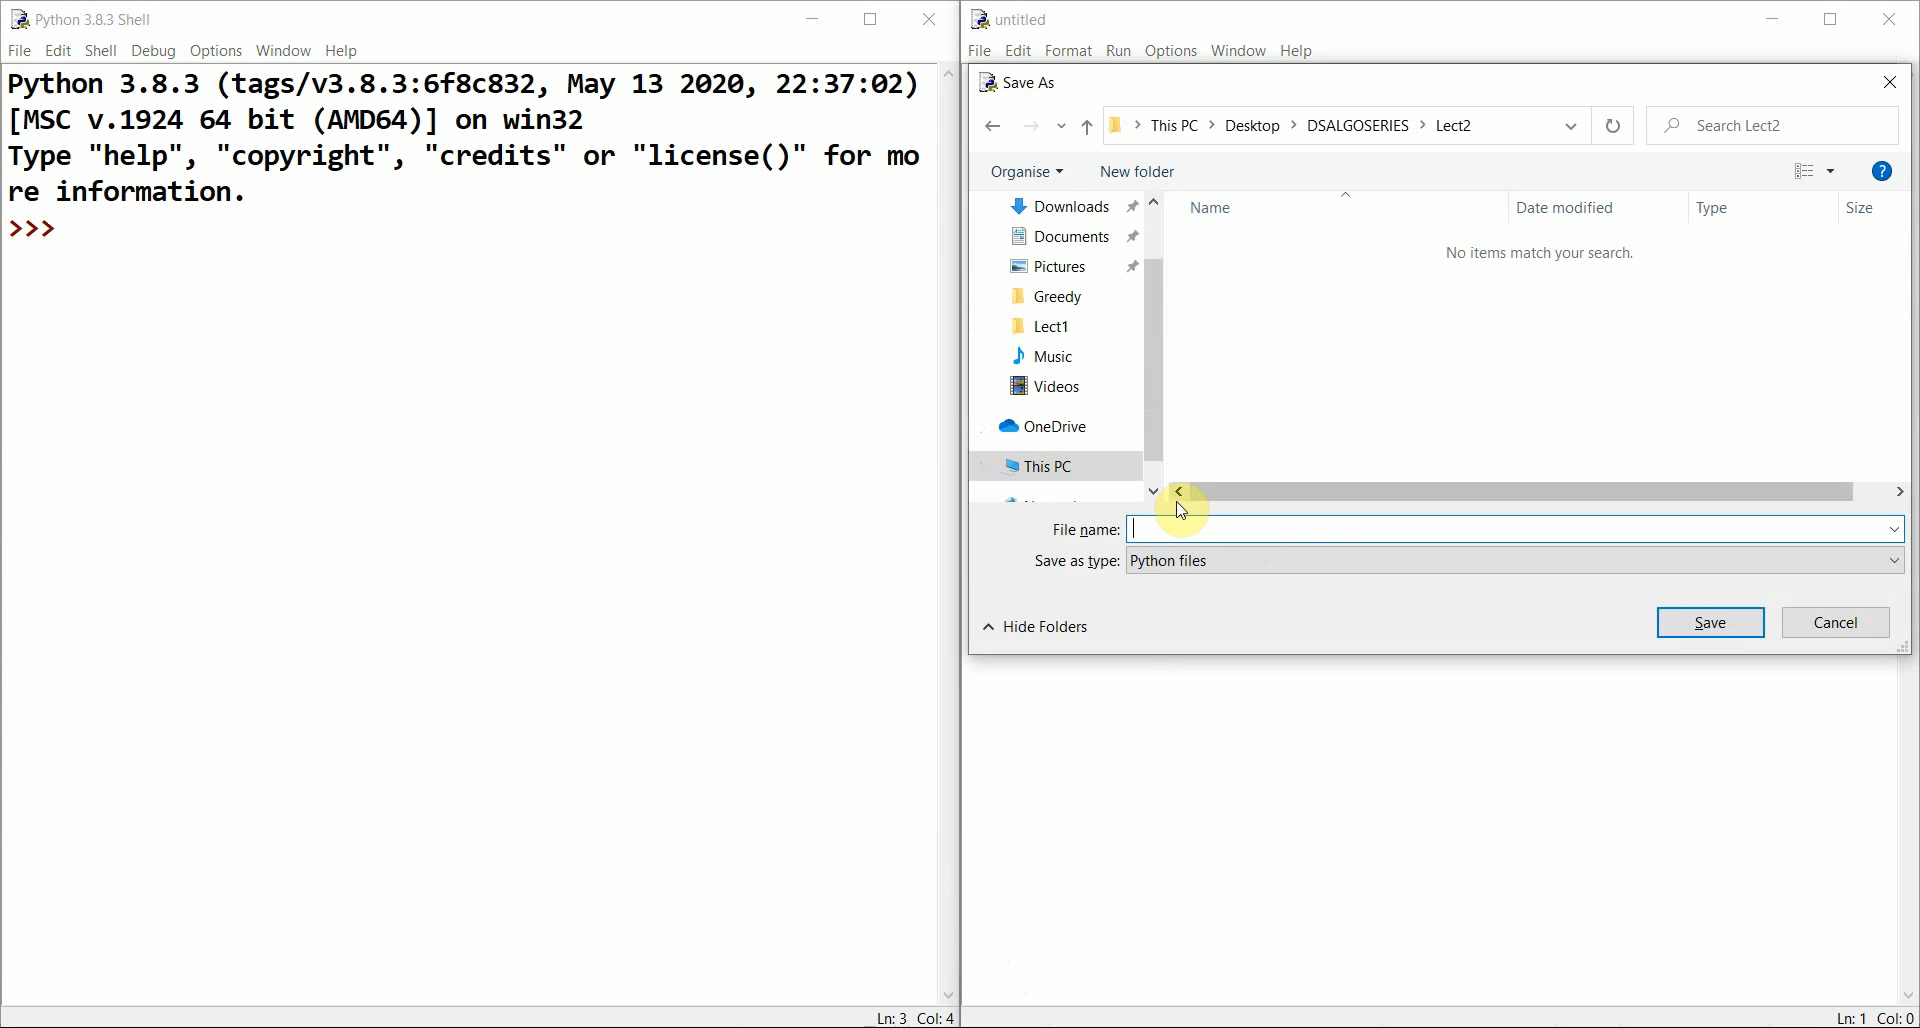 Python 3.8.3 Shell
File Edit Shell Debug Options Window Help
Python 3.8.3 (tags/v3.8.3:6f8c832, May 13 2020, 22:37:02)
[MSC v.1924 64 bit (AMD64)] on win32
Type "help", "copyright", "credits" or "license()" for mo
re information.
>>>
Ln: 3 Col: 4
untitled
File Edit Format Run Options Window Help
Save As
This PC > Desktop > DSALGOSERIES > Lect2
Search Lect2
Organise New folder
Name Date modified Type Size
No items match your search.
Downloads
Documents
Pictures
Greedy
Lect1
Music
Videos
OneDrive
This PC
File name:
Save as type: Python files
Hide Folders
Save Cancel
Ln: 1 Col: 0